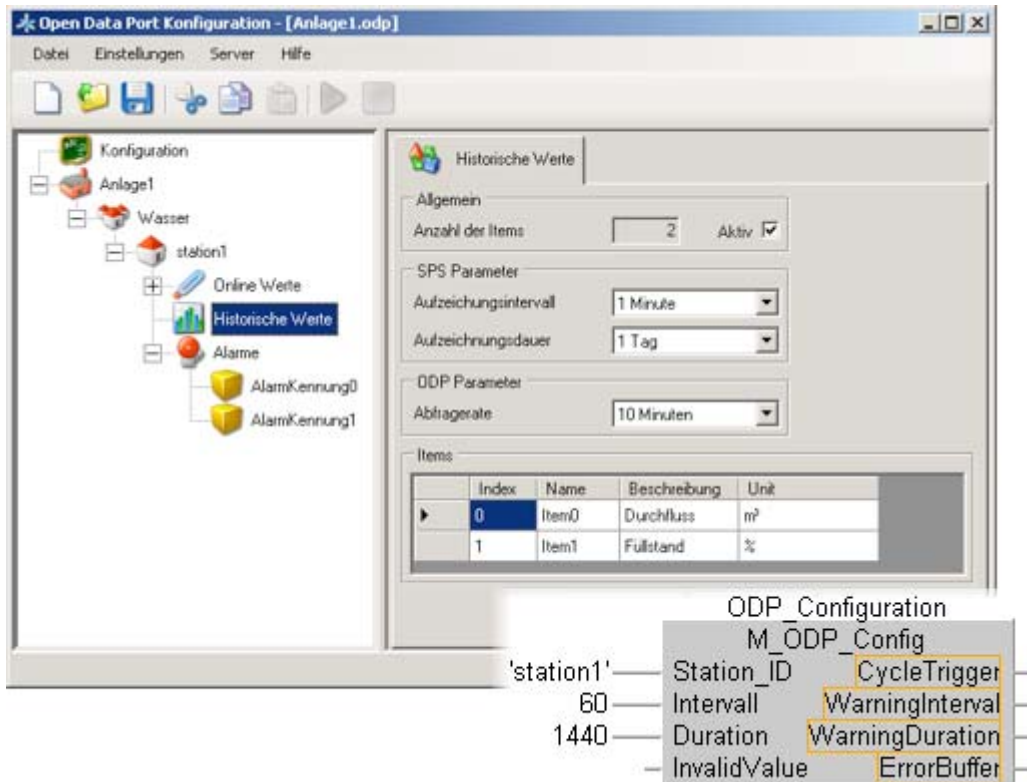 Open Data Port Konfiguration - [Anlage1.odp]
Datei Einstellungen Server Hilfe
Konfiguration
Anlage1
Wasser
station1
Online Werte
Historische Werte
Alarme
AlarmKennung0
AlarmKennung1
Historische Werte
Allgemein
Anzahl der Items 2 Aktiv
SPS Parameter
Aufzeichungsintervall 1 Minute
Aufzeichnungsdauer 1 Tag
ODP Parameter
Abfragerate 10 Minuten
Items
Index Name Beschreibung Unit
0 Item0 Durchfluss m³
1 Item1 Füllstand %
ODP_Configuration
M_ODP_Config
'station1' Station_ID CycleTrigger
60 Intervall WarningInterval
1440 Duration WarningDuration
InvalidValue ErrorBuffer